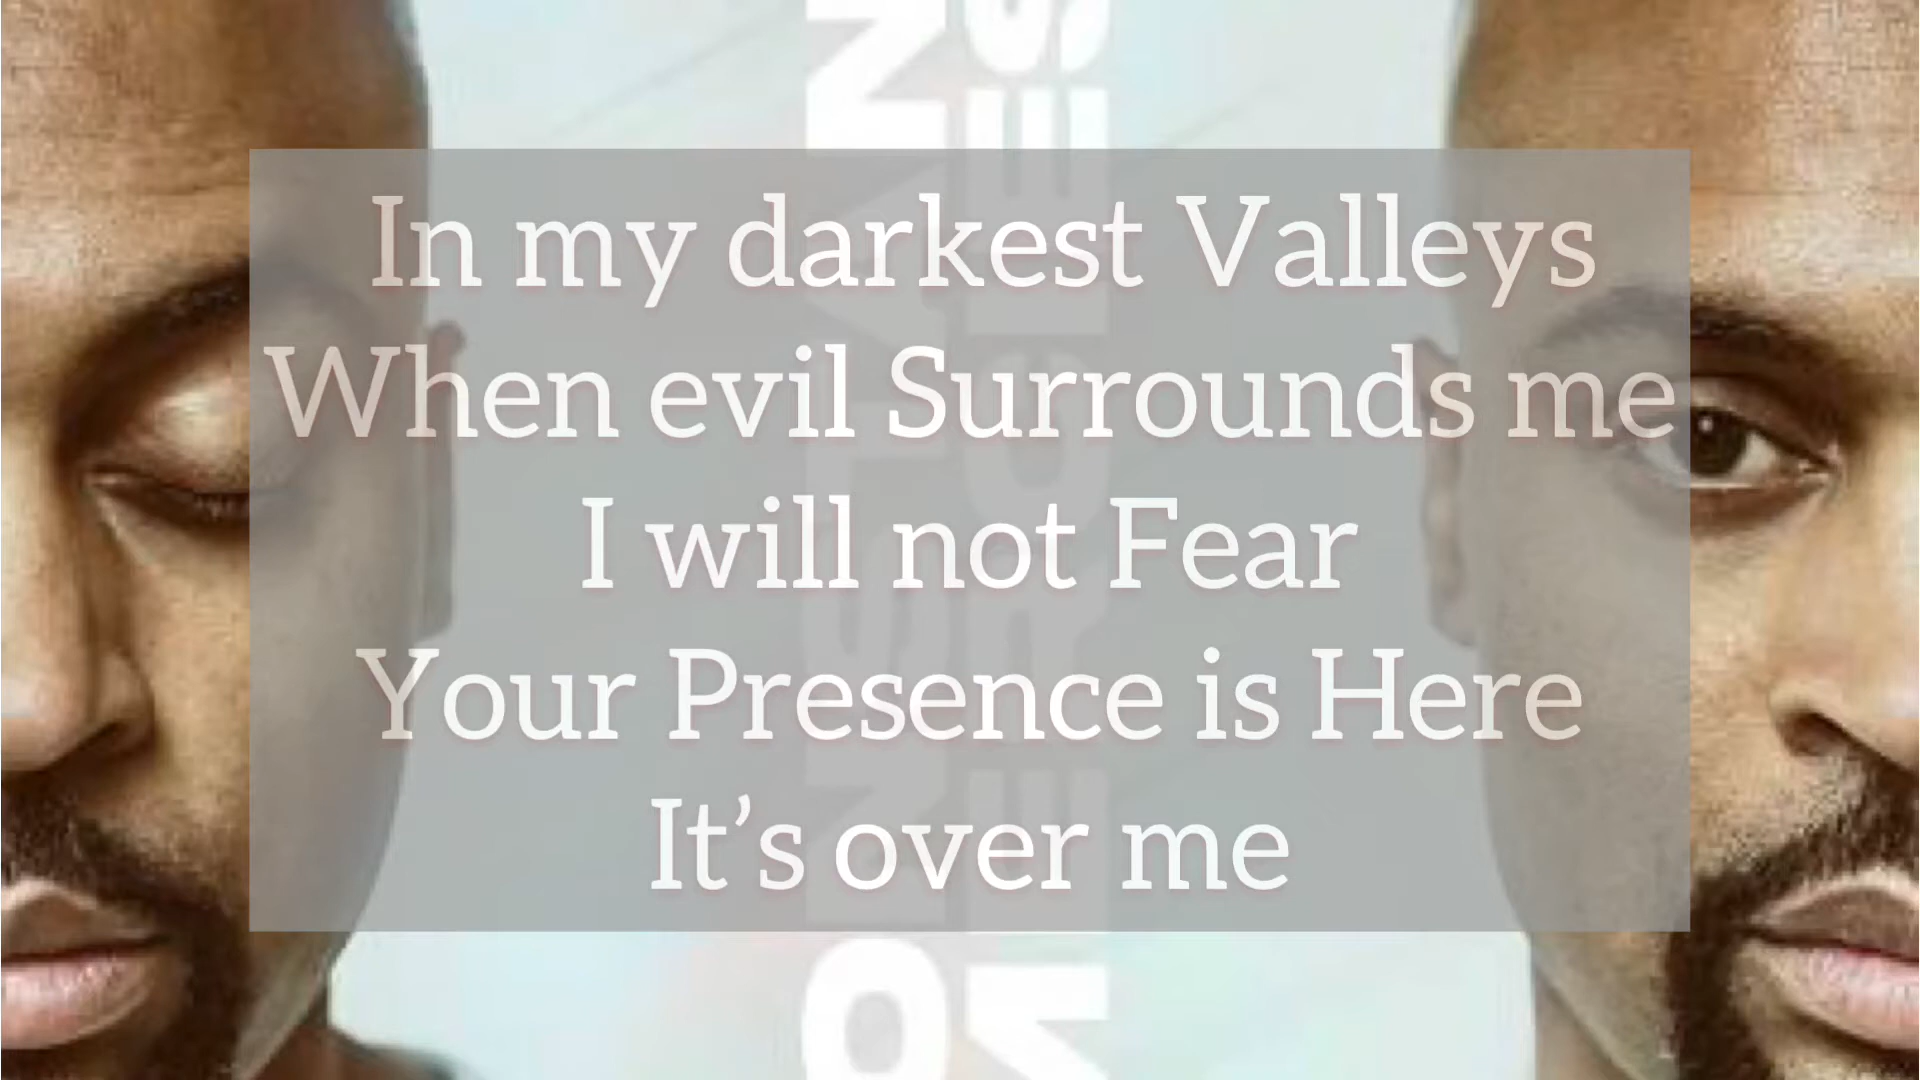 In my darkest Valleys
When evil Surrounds me
I will not Fear
Your Presence is Here
It’s over me